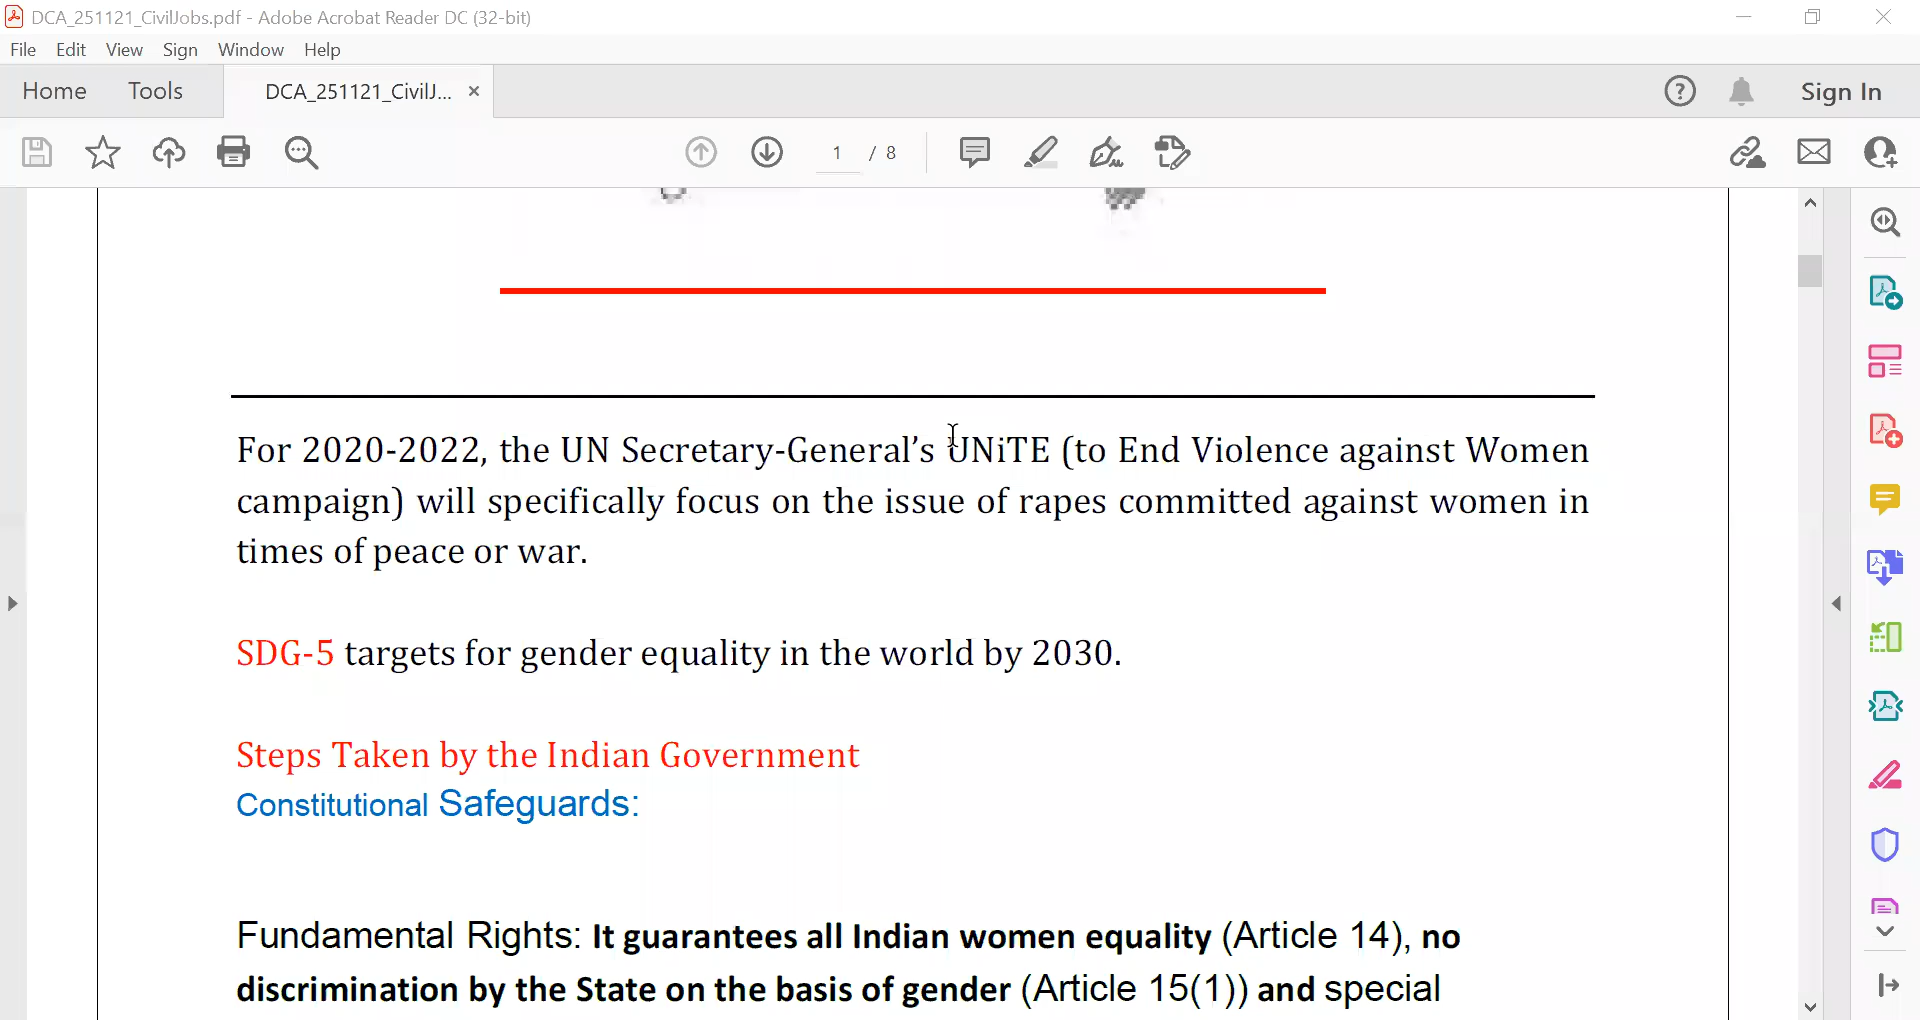 DCA_251121_CivilJobs.pdf - Adobe Acrobat Reader DC (32-bit)
File Edit View Sign Window Help
Home Tools DCA_251121_CivilJ... × Sign In
1 / 8
For 2020-2022, the UN Secretary-General’s UNiTE (to End Violence against Women
campaign) will specifically focus on the issue of rapes committed against women in
times of peace or war.
SDG-5 targets for gender equality in the world by 2030.
Steps Taken by the Indian Government
Constitutional Safeguards:
Fundamental Rights: It guarantees all Indian women equality (Article 14), no
discrimination by the State on the basis of gender (Article 15(1)) and special